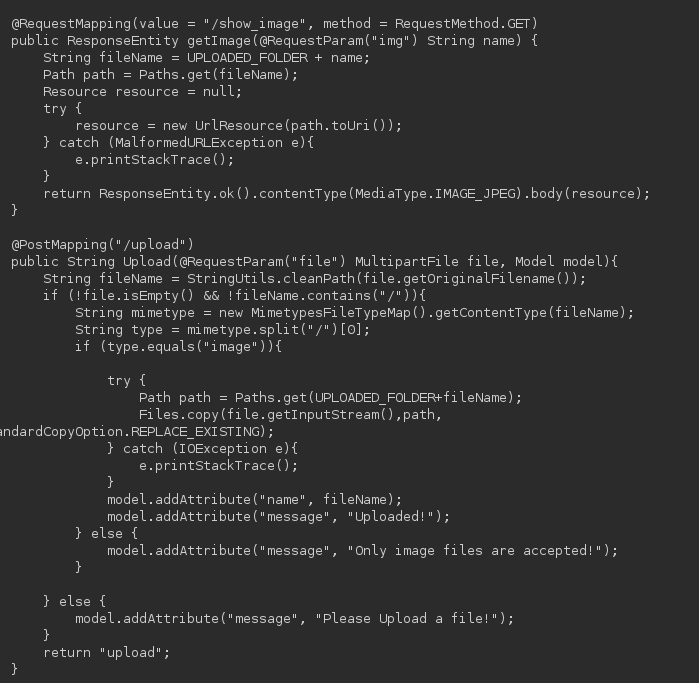 @RequestMapping(value = "/show_image", method = RequestMethod.GET)
public ResponseEntity getImage(@RequestParam("img") String name) {
    String fileName = UPLOADED_FOLDER + name;
    Path path = Paths.get(fileName);
    Resource resource = null;
    try {
        resource = new UrlResource(path.toUri());
    } catch (MalformedURLException e){
        e.printStackTrace();
    }
    return ResponseEntity.ok().contentType(MediaType.IMAGE_JPEG).body(resource);
}

@PostMapping("/upload")
public String Upload(@RequestParam("file") MultipartFile file, Model model){
    String fileName = StringUtils.cleanPath(file.getOriginalFilename());
    if (!file.isEmpty() && !fileName.contains("/")){
        String mimetype = new MimetypesFileTypeMap().getContentType(fileName);
        String type = mimetype.split("/")[0];
        if (type.equals("image")){

            try {
                Path path = Paths.get(UPLOADED_FOLDER+fileName);
                Files.copy(file.getInputStream(),path,
andardCopyOption.REPLACE_EXISTING);
            } catch (IOException e){
                e.printStackTrace();
            }
            model.addAttribute("name", fileName);
            model.addAttribute("message", "Uploaded!");
        } else {
            model.addAttribute("message", "Only image files are accepted!");
        }

    } else {
        model.addAttribute("message", "Please Upload a file!");
    }
    return "upload";
}